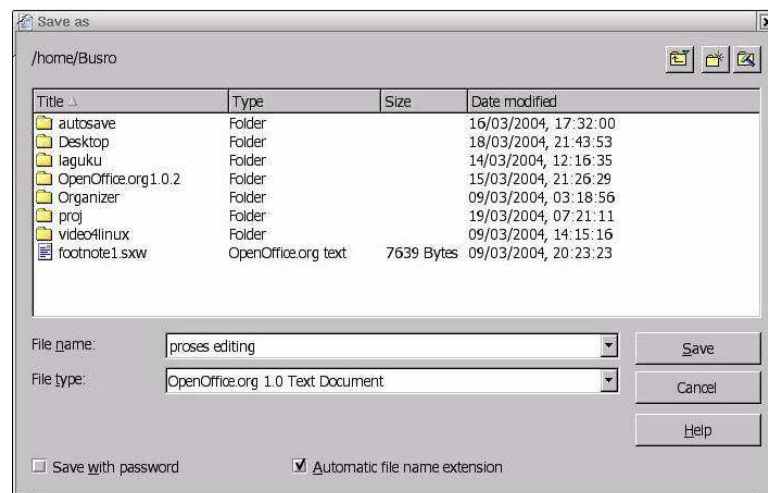 Save as
/home/Busro
Title Type Size Date modified
autosave Folder 16/03/2004, 17:32:00
Desktop Folder 18/03/2004, 21:43:53
laguku Folder 14/03/2004, 12:16:35
OpenOffice.org1.0.2 Folder 15/03/2004, 21:26:29
Organizer Folder 09/03/2004, 03:18:56
proj Folder 19/03/2004, 07:21:11
video4linux Folder 09/03/2004, 14:15:16
footnote1.sxw OpenOffice.org text 7639 Bytes 09/03/2004, 20:23:23
File name: proses editing Save
File type: OpenOffice.org 1.0 Text Document Cancel
Help
Save with password Automatic file name extension